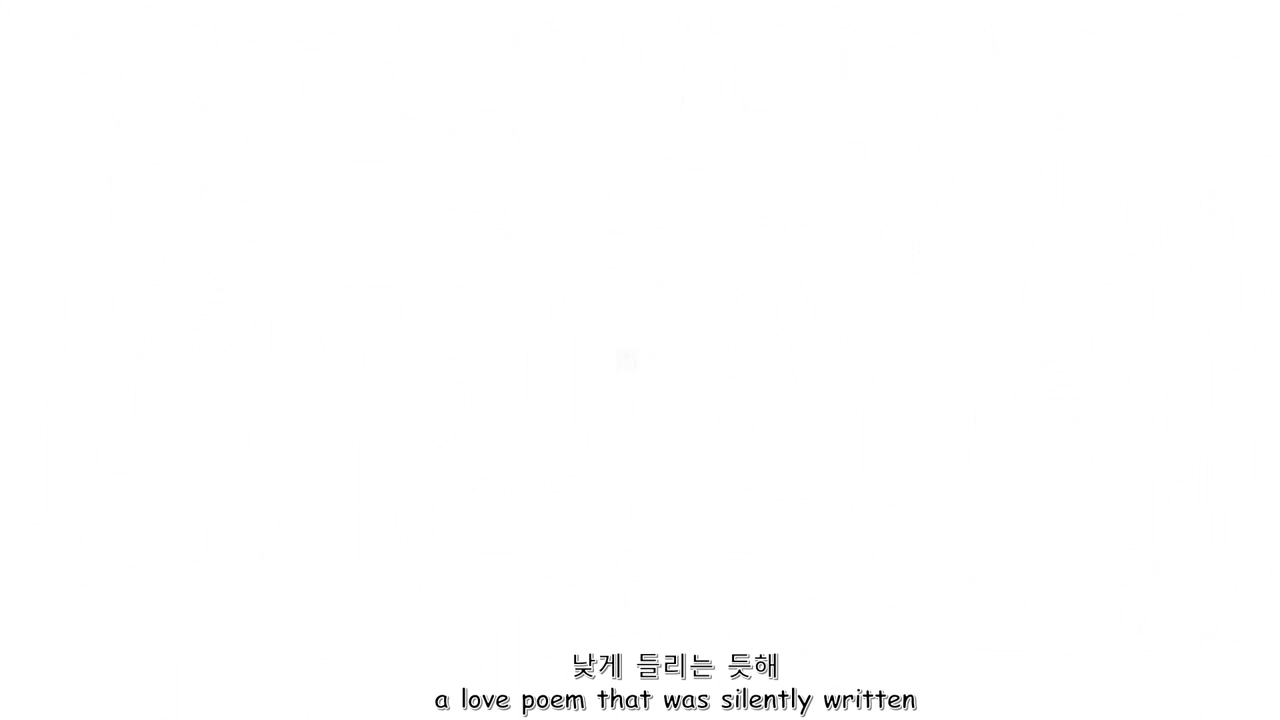 낮게 들리는 듯해
a love poem that was silently written